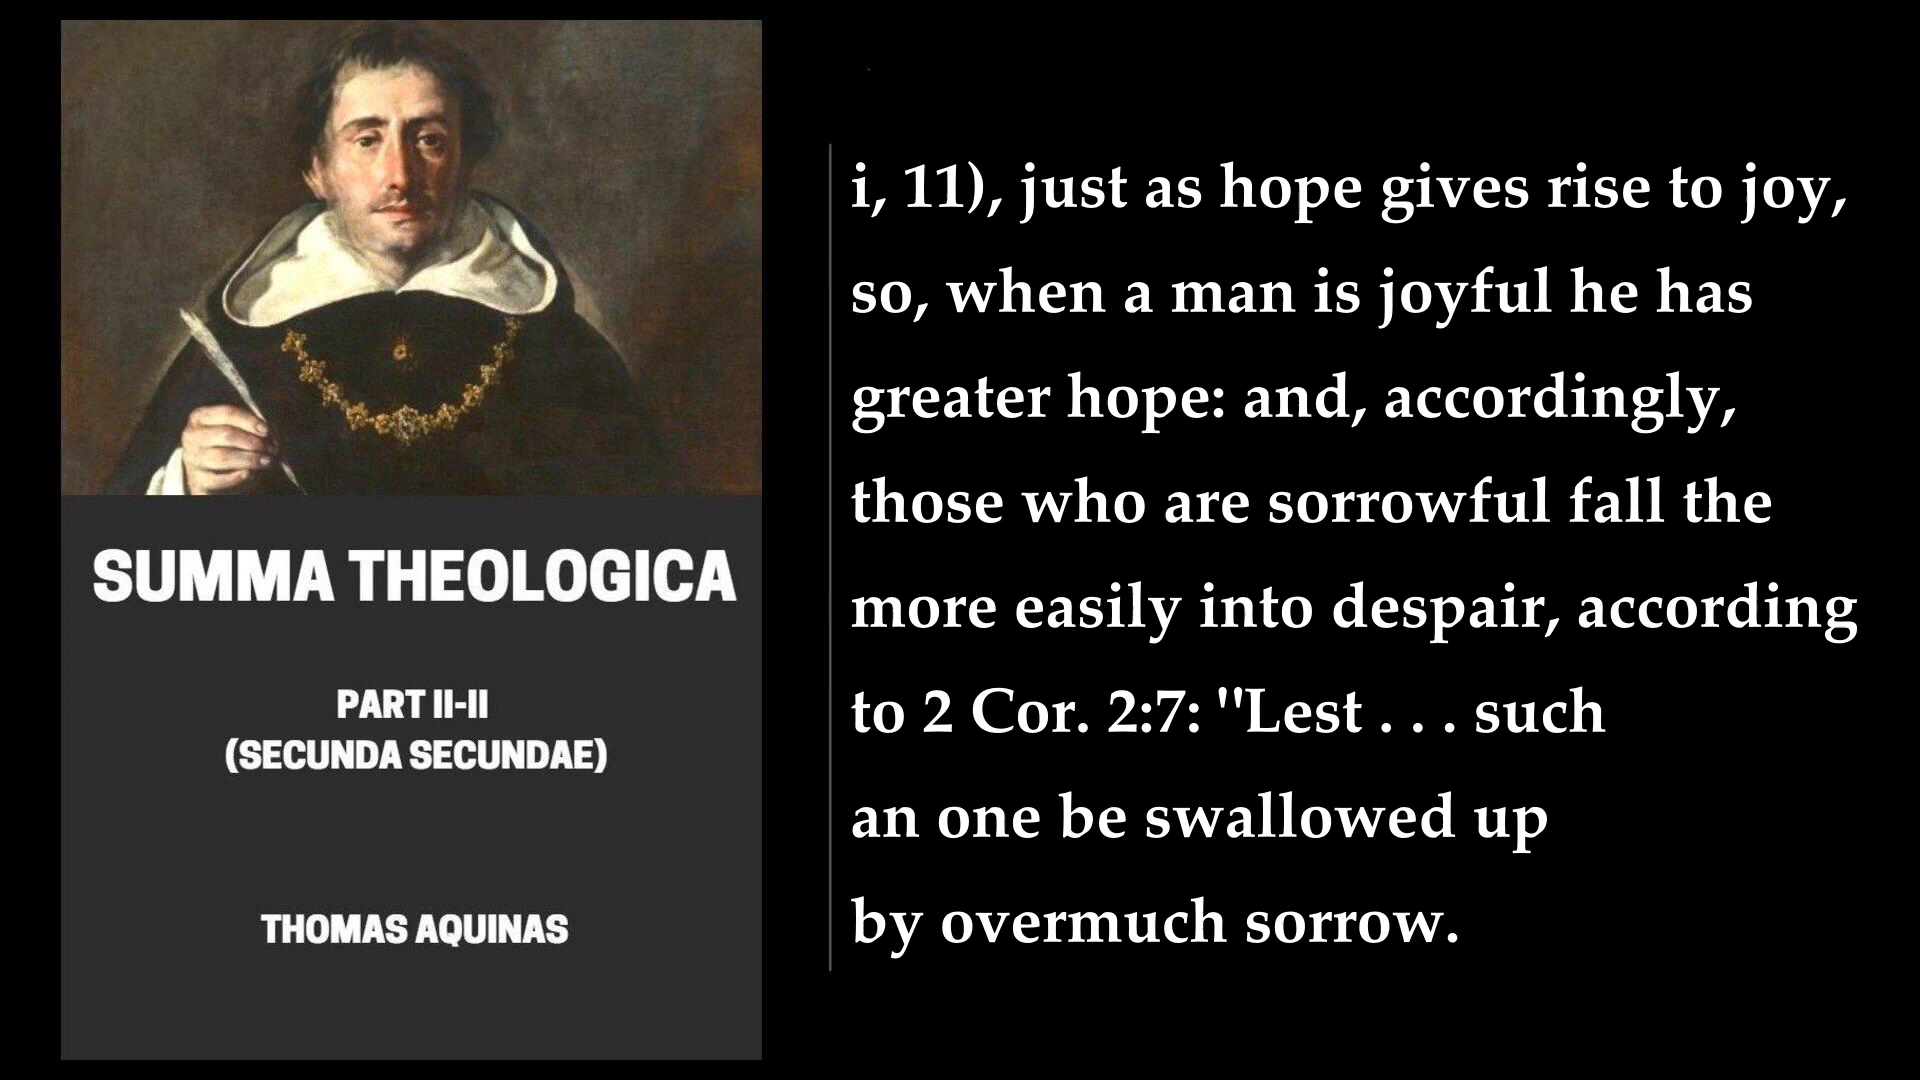 SUMMA THEOLOGICA
PART II-II
(SECUNDA SECUNDAE)
THOMAS AQUINAS
i, 11), just as hope gives rise to joy,
so, when a man is joyful he has
greater hope: and, accordingly,
those who are sorrowful fall the
more easily into despair, according
to 2 Cor. 2:7: "Lest . . . such
an one be swallowed up
by overmuch sorrow.